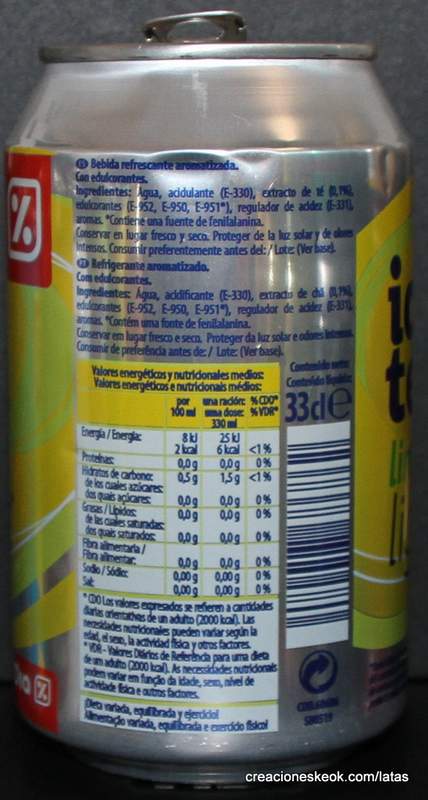 %
E Bebida refrescante aromatizada.
Con edulcorantes.
Ingredientes: Agua, acidulante (E-330), extracto de té (0,1%),
edulcorantes (E-952, E-950, E-951*), regulador de acidez (E-331),
aromas. *Contiene una fuente de fenilalanina.
Conservar en lugar fresco y seco. Proteger de la luz solar y de olores
intensos. Consumir preferentemente antes del: / Lote: (Ver base).
P Refrigerante aromatizado.
Com edulcorantes.
Ingredientes: Água, acidificante (E-330), extracto de chá (0,1%),
edulcorantes (E-952, E-950, E-951*), regulador de acidez (E-331),
aromas. *Contém uma fonte de fenilalanina.
Conservar em lugar fresco e seco. Proteger da luz solar e odores intensos.
Consumir de preferência antes de: / Lote: (Ver base).
Valores energéticos y nutricionales medios:
Valores energéticos e nutricionais médios:
por 100 ml una ración: uma dose: 330 ml %CDO* %VDR*
Energía / Energia: 8 kJ 25 kJ
2 kcal 6 kcal <1 %
Proteínas: 0,0 g 0,0 g 0 %
Hidratos de carbono: 0,5 g 1,5 g <1 %
de los cuales azúcares:
dos quais açúcares: 0,0 g 0,0 g 0 %
Grasas / Lípidos: 0,0 g 0,0 g 0 %
de las cuales saturadas:
dos quais saturados: 0,0 g 0,0 g 0 %
Fibra alimentaria /
Fibra alimentar: 0,0 g 0,0 g 0 %
Sodio / Sódio: 0,00 g 0,00 g 0 %
Sal: 0,00 g 0,00 g 0 %
* CDO Los valores expresados se refieren a cantidades
diarias orientativas de un adulto (2000 kcal). Las
necesidades nutricionales pueden variar según la
edad, el sexo, la actividad física y otros factores.
* VDR - Valores Diários de Referência para uma dieta
de um adulto (2000 kcal). As necessidades nutricionais
podem variar em função da idade, sexo, nível de
actividade física e outros factores.
¡Dieta variada, equilibrada y ejercicio!
Alimentação variada, equilibrada e exercício físico!
Contenido neto:
Conteúdo líquido:
33cl e
ic
te
li
li
%
creacioneskeok.com/latas